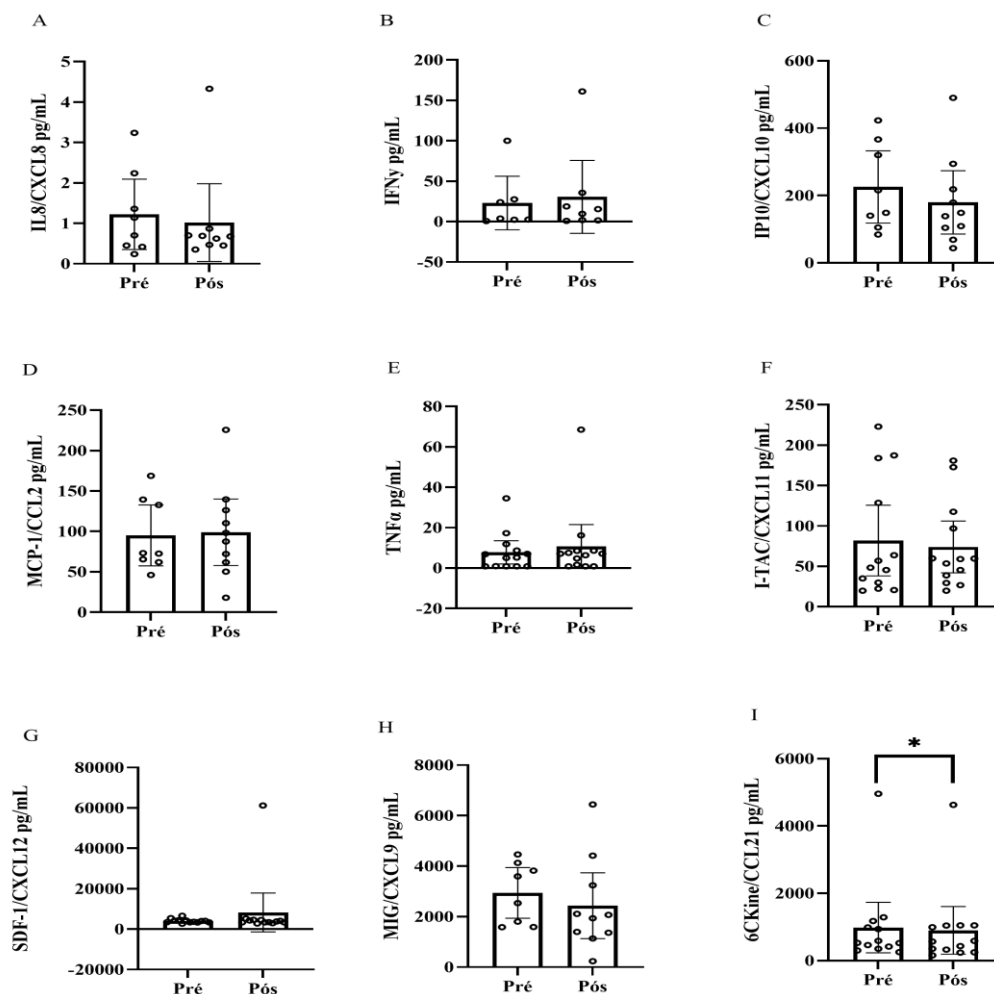 A
IL8/CXCL8 pg/mL
5
4
3
2
1
0
Pré Pós
B
IFNy pg/mL
200
150
100
50
0
-50
Pré Pós
C
IP10/CXCL10 pg/mL
600
400
200
0
Pré Pós
D
MCP-1/CCL2 pg/mL
250
200
150
100
50
0
Pré Pós
E
TNFα pg/mL
80
60
40
20
0
-20
Pré Pós
F
I-TAC/CXCL11 pg/mL
250
200
150
100
50
0
Pré Pós
G
SDF-1/CXCL12 pg/mL
80000
60000
40000
20000
0
-20000
Pré Pós
H
MIG/CXCL9 pg/mL
8000
6000
4000
2000
0
Pré Pós
I
6CKine/CCL21 pg/mL
6000
4000
2000
0
*
Pré Pós